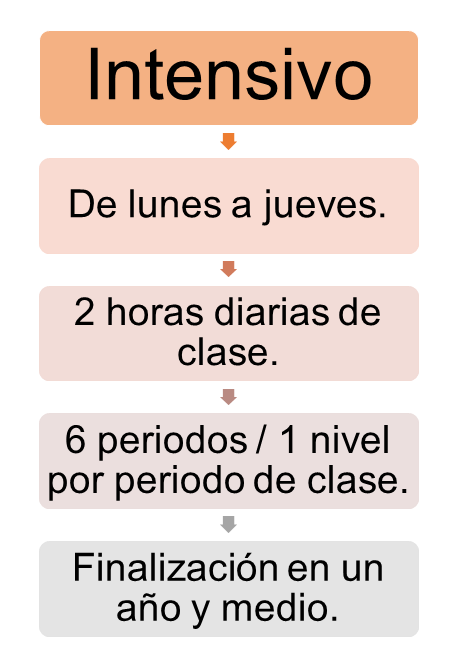 Intensivo
De lunes a jueves.
2 horas diarias de
clase.
6 periodos / 1 nivel
por periodo de clase.
Finalización en un
año y medio.